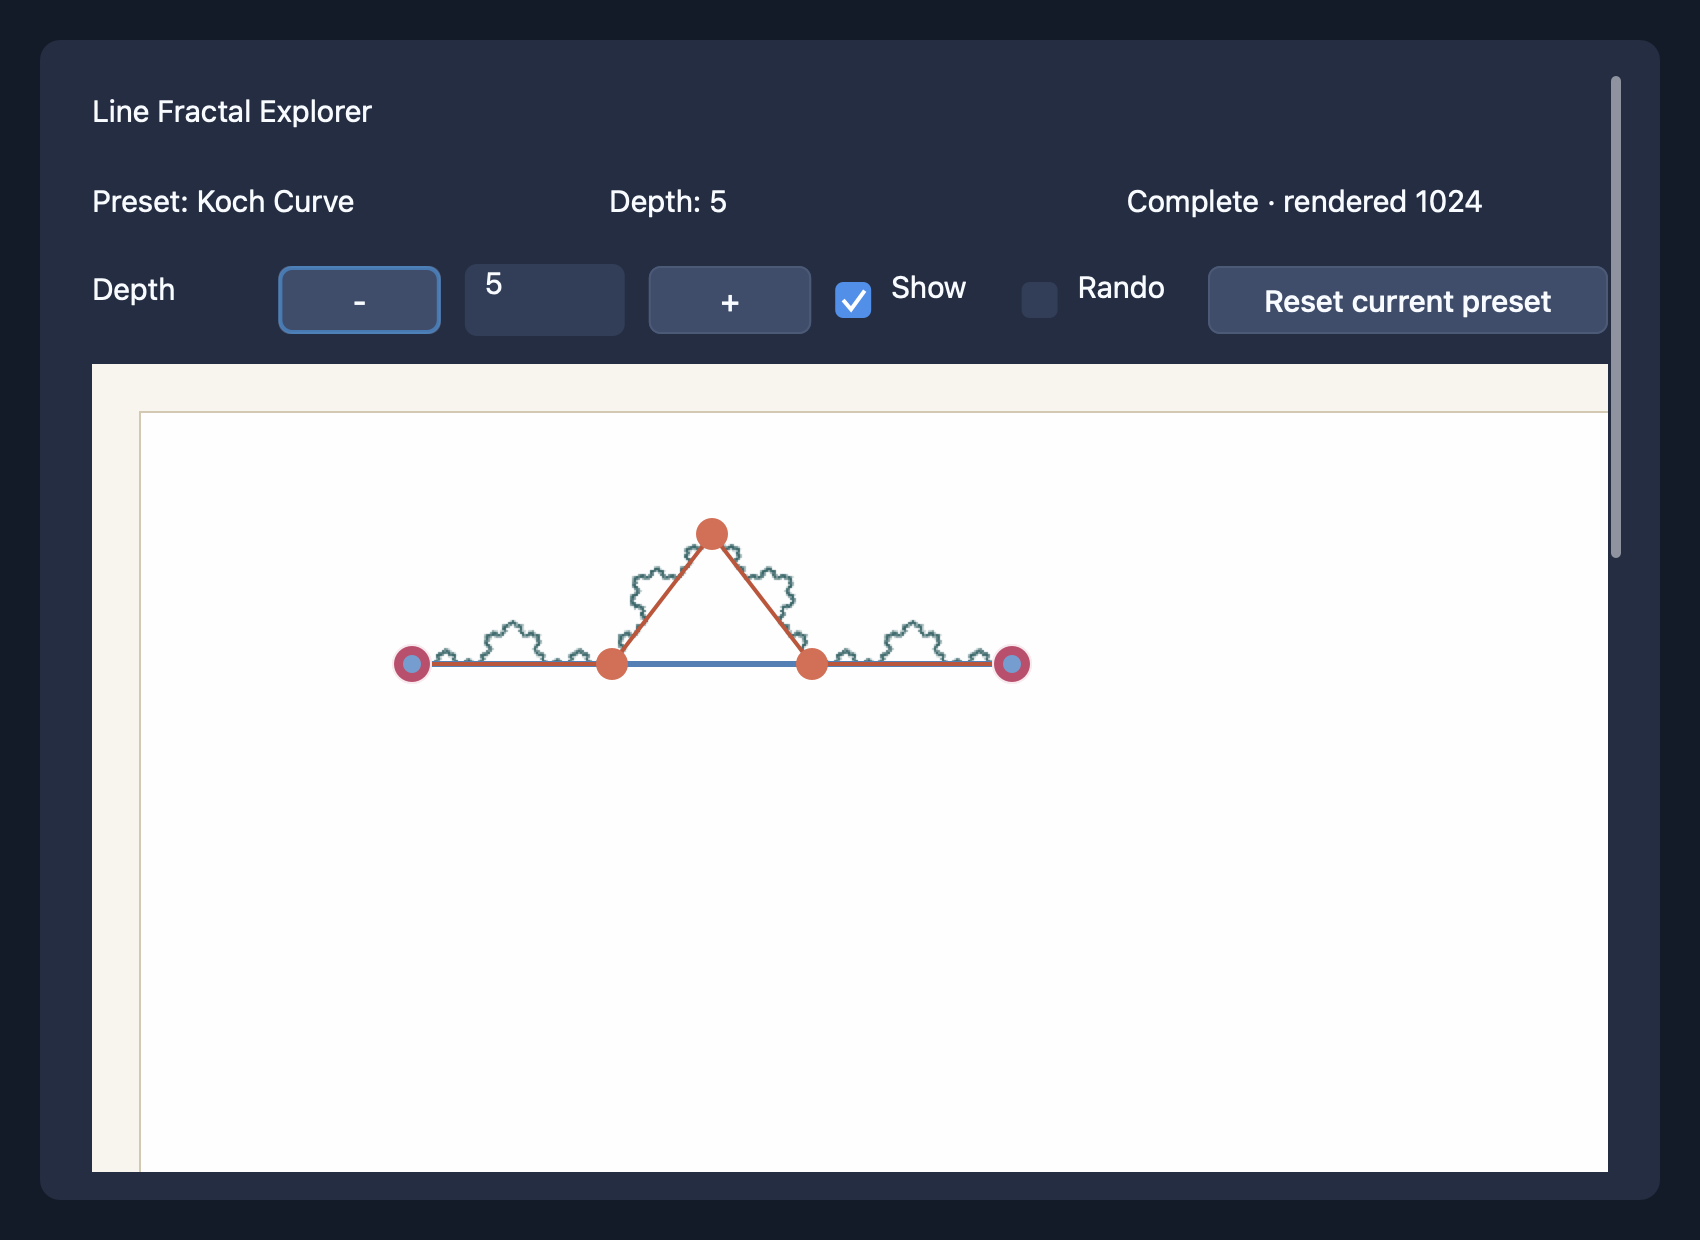 Line Fractal Explorer
Preset: Koch Curve
Depth: 5
Complete · rendered 1024
Depth
-
5
+
Show
Rando
Reset current preset